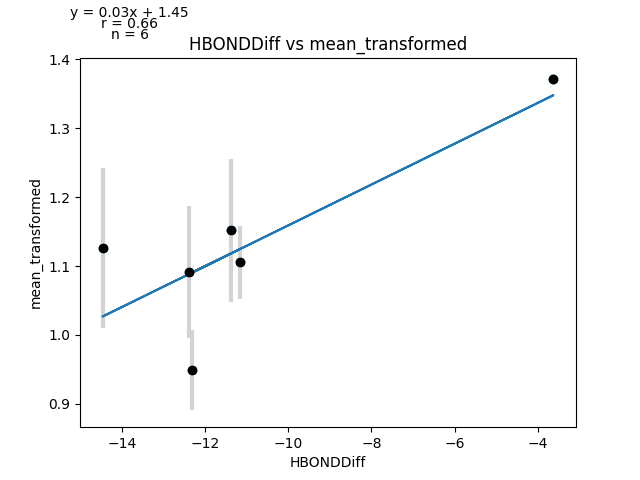 y = 0.03x + 1.45
r = 0.66
n = 6
HBONDDiff vs mean_transformed
1.4
1.3
1.2
1.1
1.0
0.9
mean_transformed
−14
−12
−10
−8
−6
−4
HBONDDiff